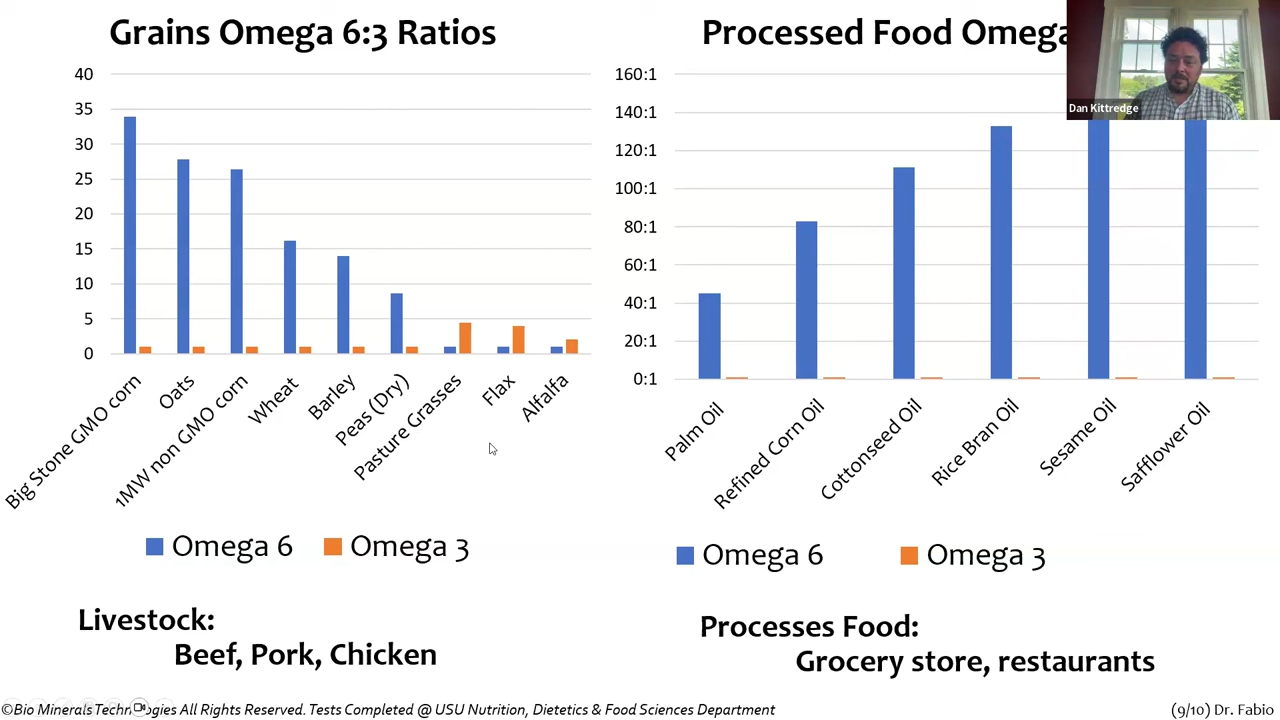 Grains Omega 6:3 Ratios
40
35
30
25
20
15
10
5
0
Big Stone GMO corn
Oats
1MW non GMO corn
Wheat
Barley
Peas (Dry)
Pasture Grasses
Flax
Alfalfa
Omega 6
Omega 3
Livestock:
Beef, Pork, Chicken
Processed Food Omega
Dan Kittredge
160:1
140:1
120:1
100:1
80:1
60:1
40:1
20:1
0:1
Palm Oil
Refined Corn Oil
Cottonseed Oil
Rice Bran Oil
Sesame Oil
Safflower Oil
Omega 6
Omega 3
Processes Food:
Grocery store, restaurants
©Bio Minerals All Rights Reserved. Tests Completed @ USU Nutrition, Dietetics & Food Sciences Department
(9/10) Dr. Fabio